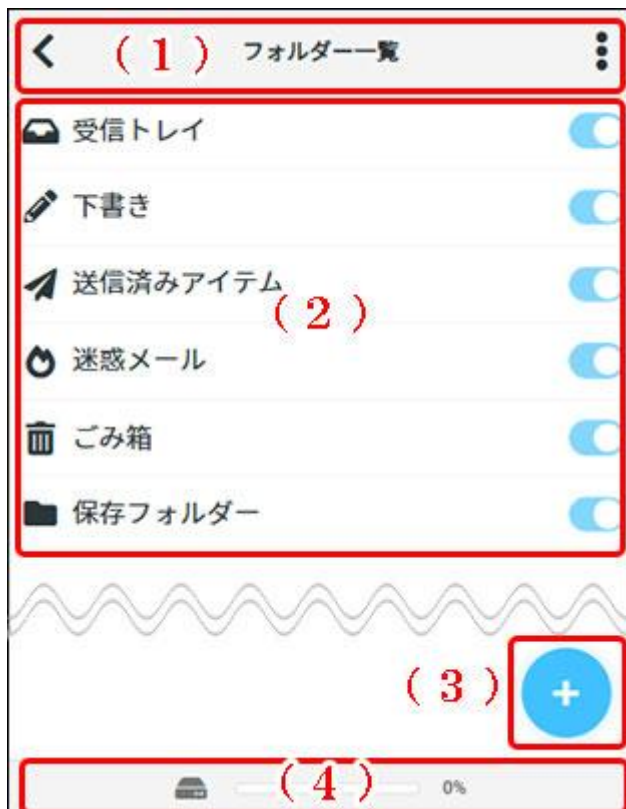 （1） フォルダー一覧
受信トレイ
下書き
送信済みアイテム
（2）
迷惑メール
ごみ箱
保存フォルダー
（3）
（4） 0%